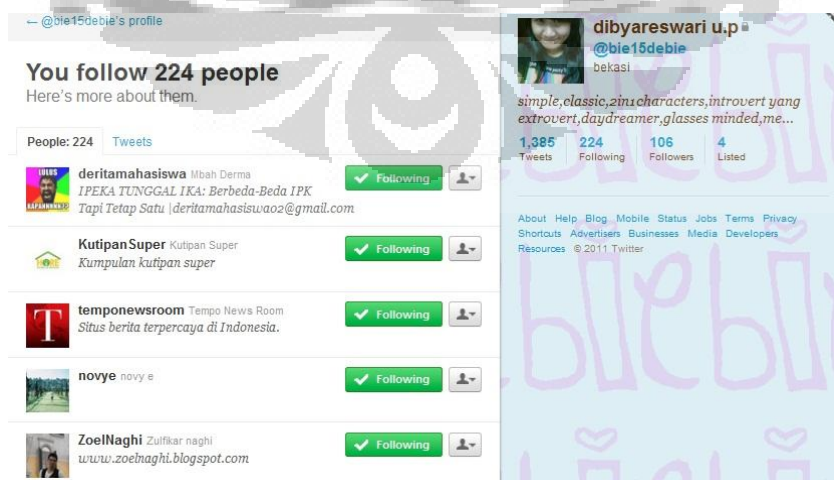 ← @bie15debie's profile
You follow 224 people
Here's more about them.
People: 224 Tweets
LULUS
deritamahasiswa Mbah Derma
IPEKA TUNGGAL IKA: Berbeda-Beda IPK
Tapi Tetap Satu |deritamahasiswa02@gmail.com
Following
KutipanSuper Kutipan Super
Kumpulan kutipan super
Following
T
temponewsroom Tempo News Room
Situs berita terpercaya di Indonesia.
Following
novye novy e
Following
ZoelNaghi Zulfikar naghi
www.zoelnaghi.blogspot.com
Following
dibyareswari u.p
@bie15debie
bekasi
simple,classic,2in1characters,introvert yang
extrovert,daydreamer,glasses minded,me...
1,385 224 106 4
Tweets Following Followers Listed
About Help Blog Mobile Status Jobs Terms Privacy
Shortcuts Advertisers Businesses Media Developers
Resources © 2011 Twitter